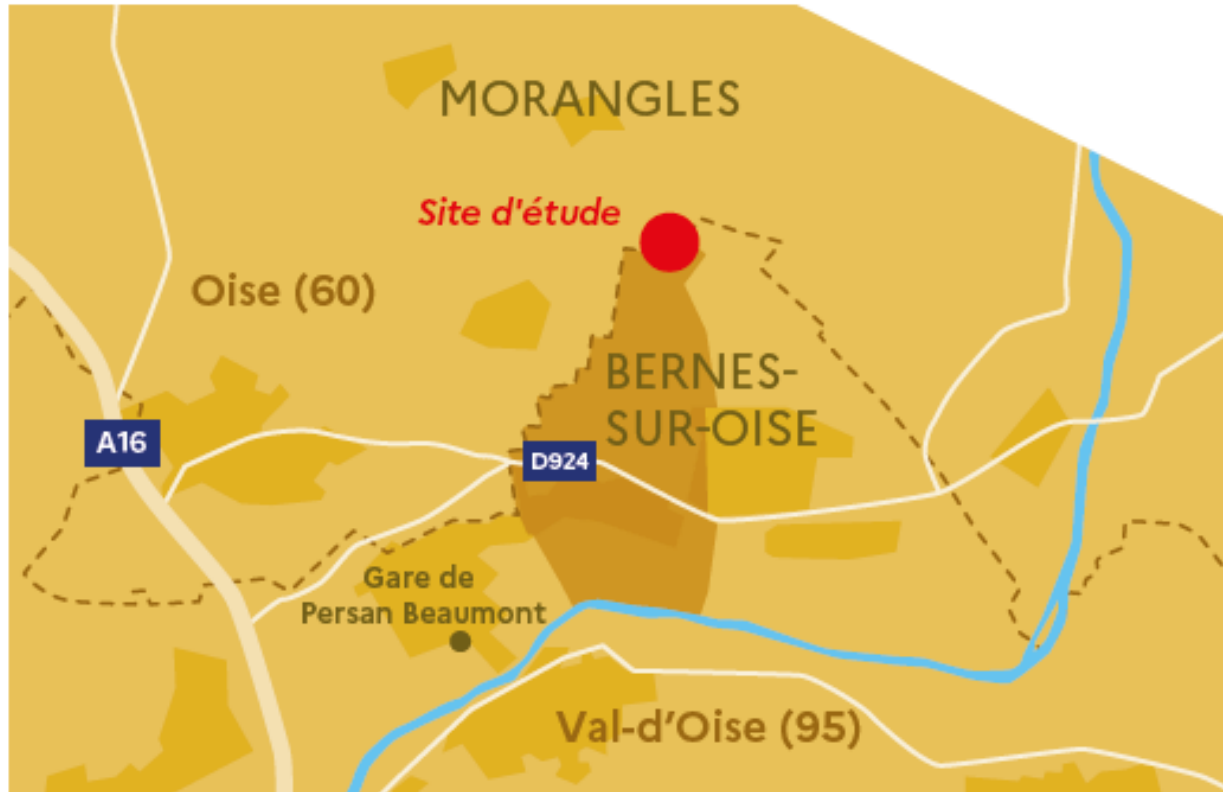 MORANGLES
Site d'étude
Oise (60)
BERNES-
SUR-OISE
A16
D924
Gare de
Persan Beaumont
Val-d'Oise (95)